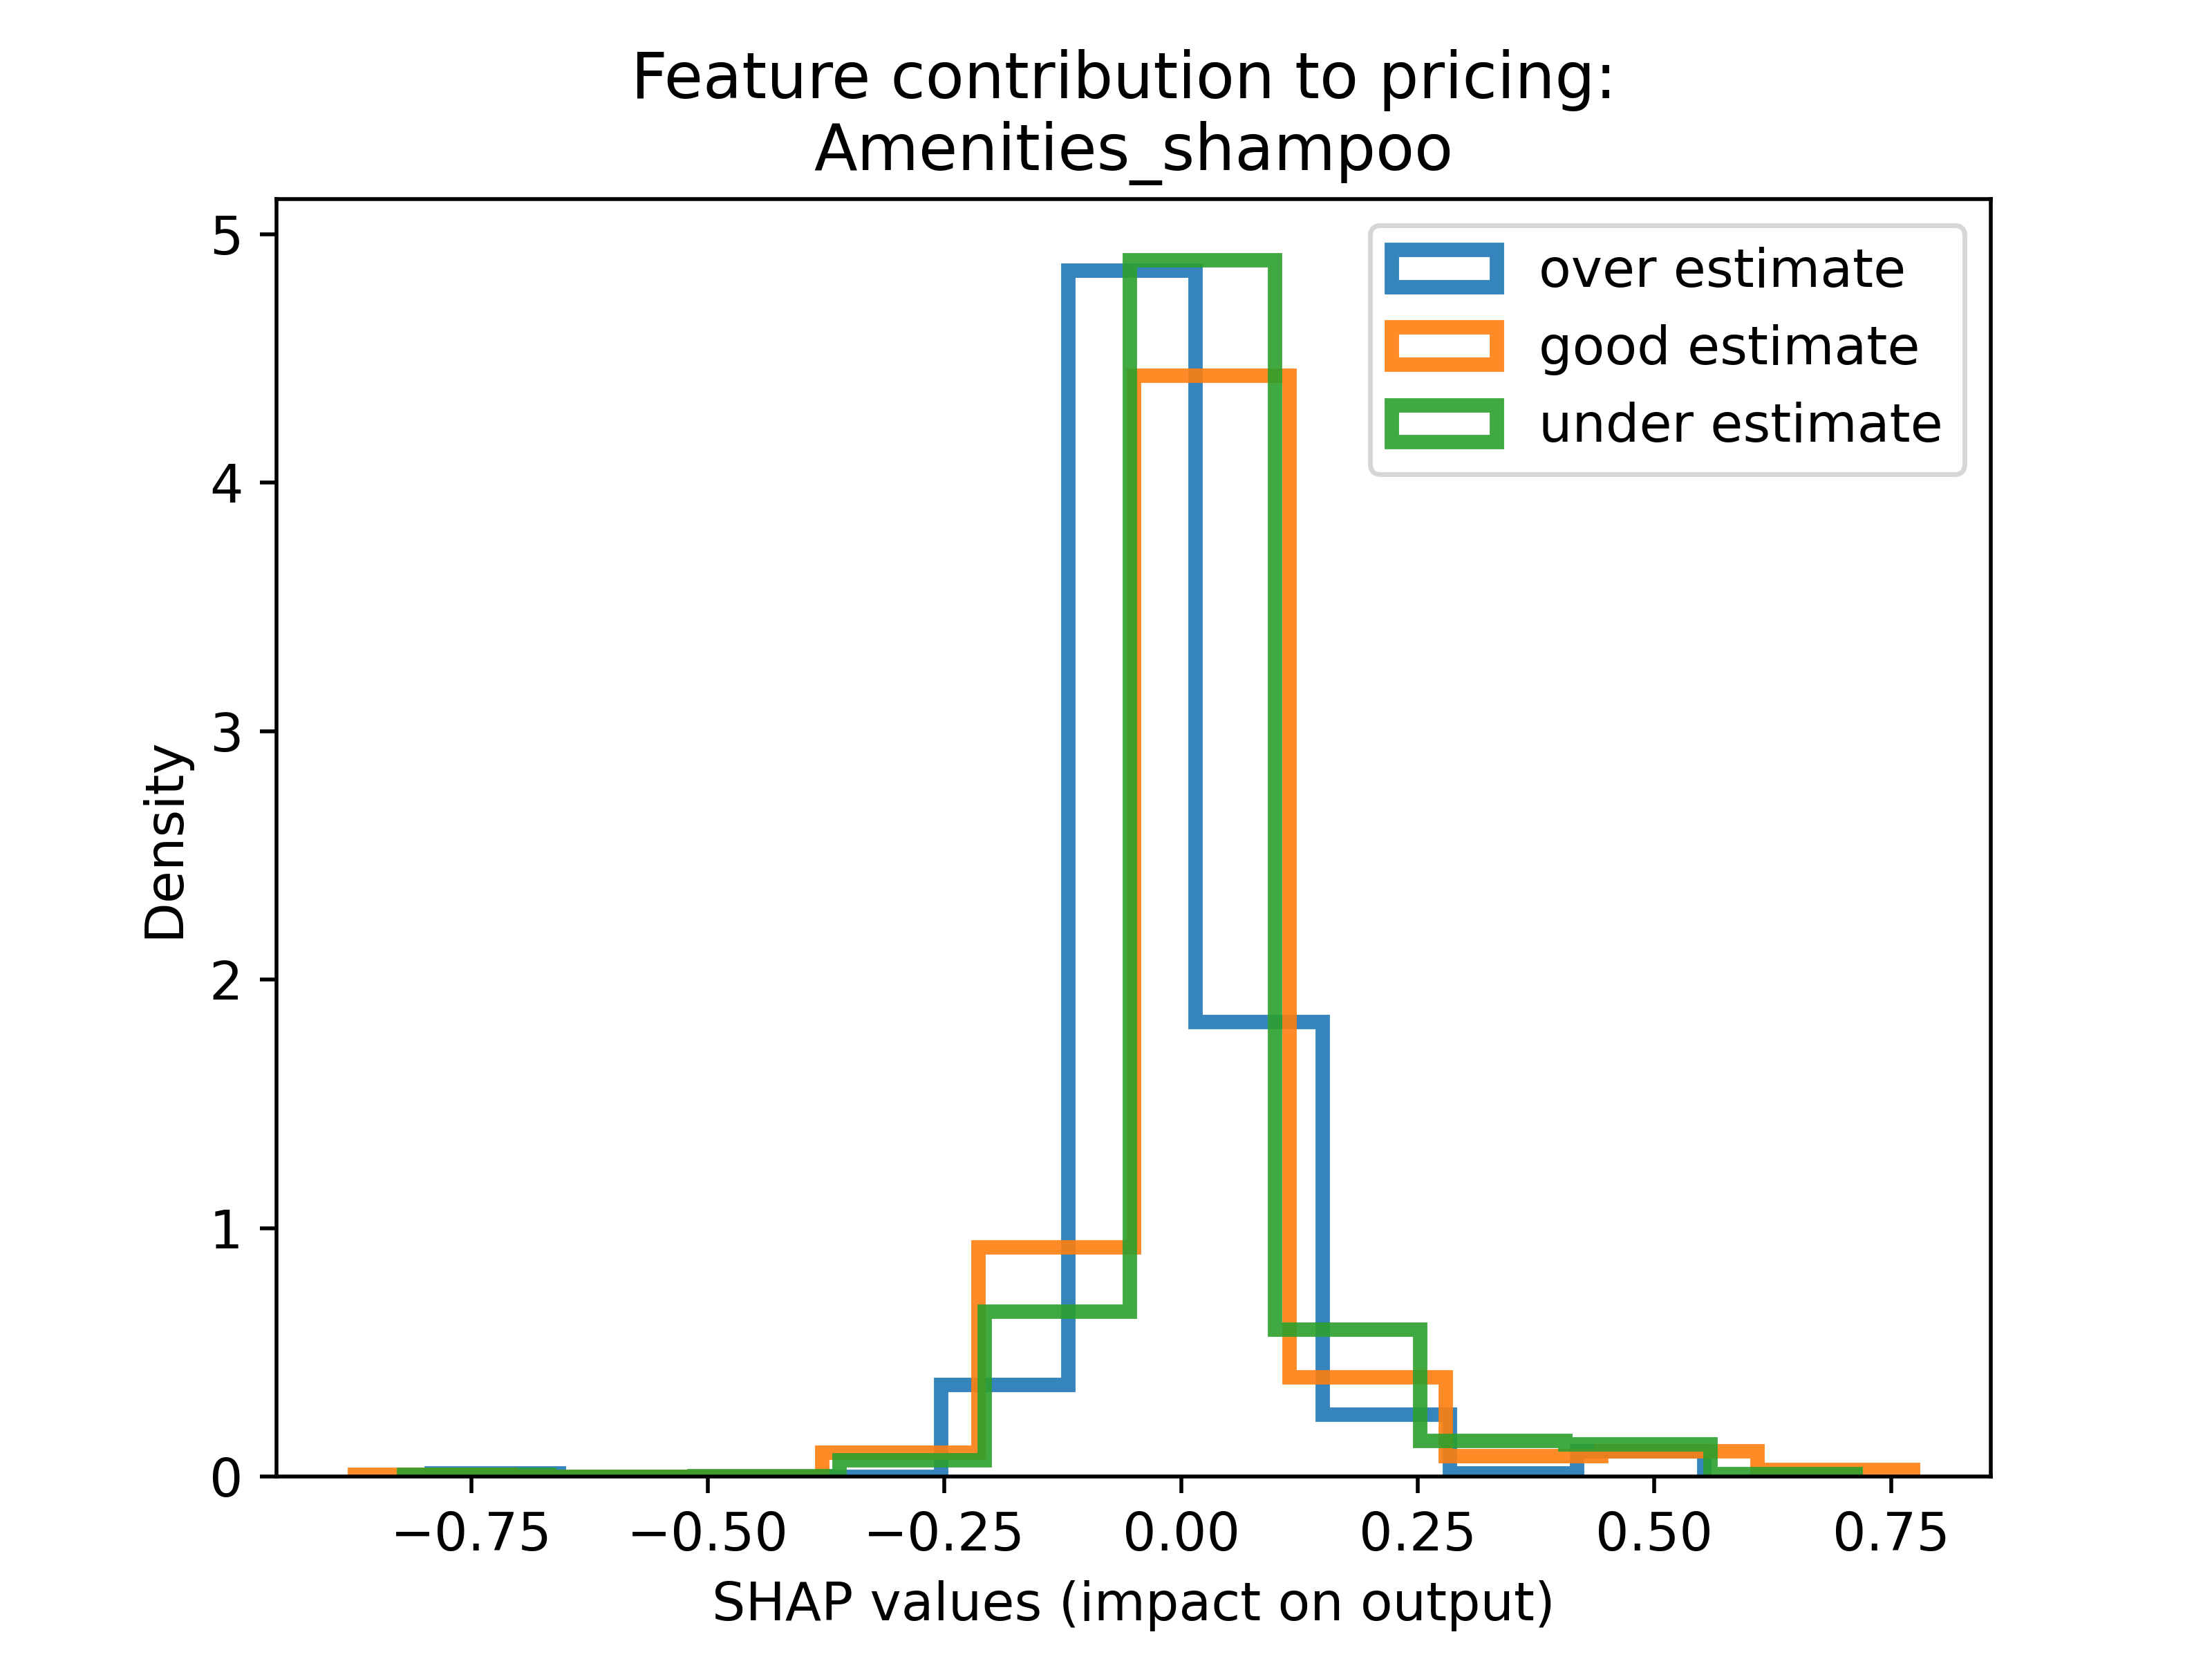 Feature contribution to pricing:
Amenities_shampoo
over estimate
good estimate
under estimate
Density
5
4
3
2
1
0
−0.75 −0.50 −0.25 0.00 0.25 0.50 0.75
SHAP values (impact on output)